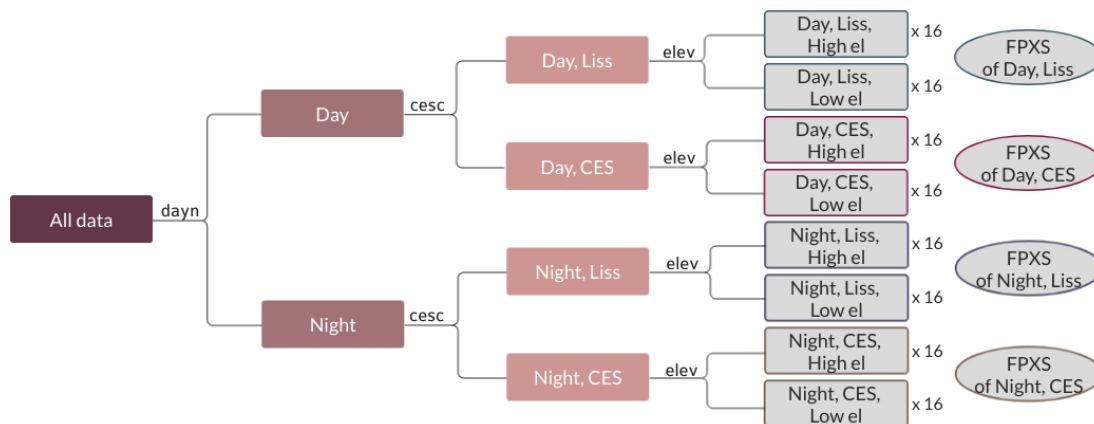 All data
dayn
Day
Night
cesc
cesc
Day, Liss
Day, CES
Night, Liss
Night, CES
elev
elev
elev
elev
Day, Liss,
High el
x 16
Day, Liss,
Low el
x 16
Day, CES,
High el
x 16
Day, CES,
Low el
x 16
Night, Liss,
High el
x 16
Night, Liss,
Low el
x 16
Night, CES,
High el
x 16
Night, CES,
Low el
x 16
FPXS
of Day, Liss
FPXS
of Day, CES
FPXS
of Night, Liss
FPXS
of Night, CES